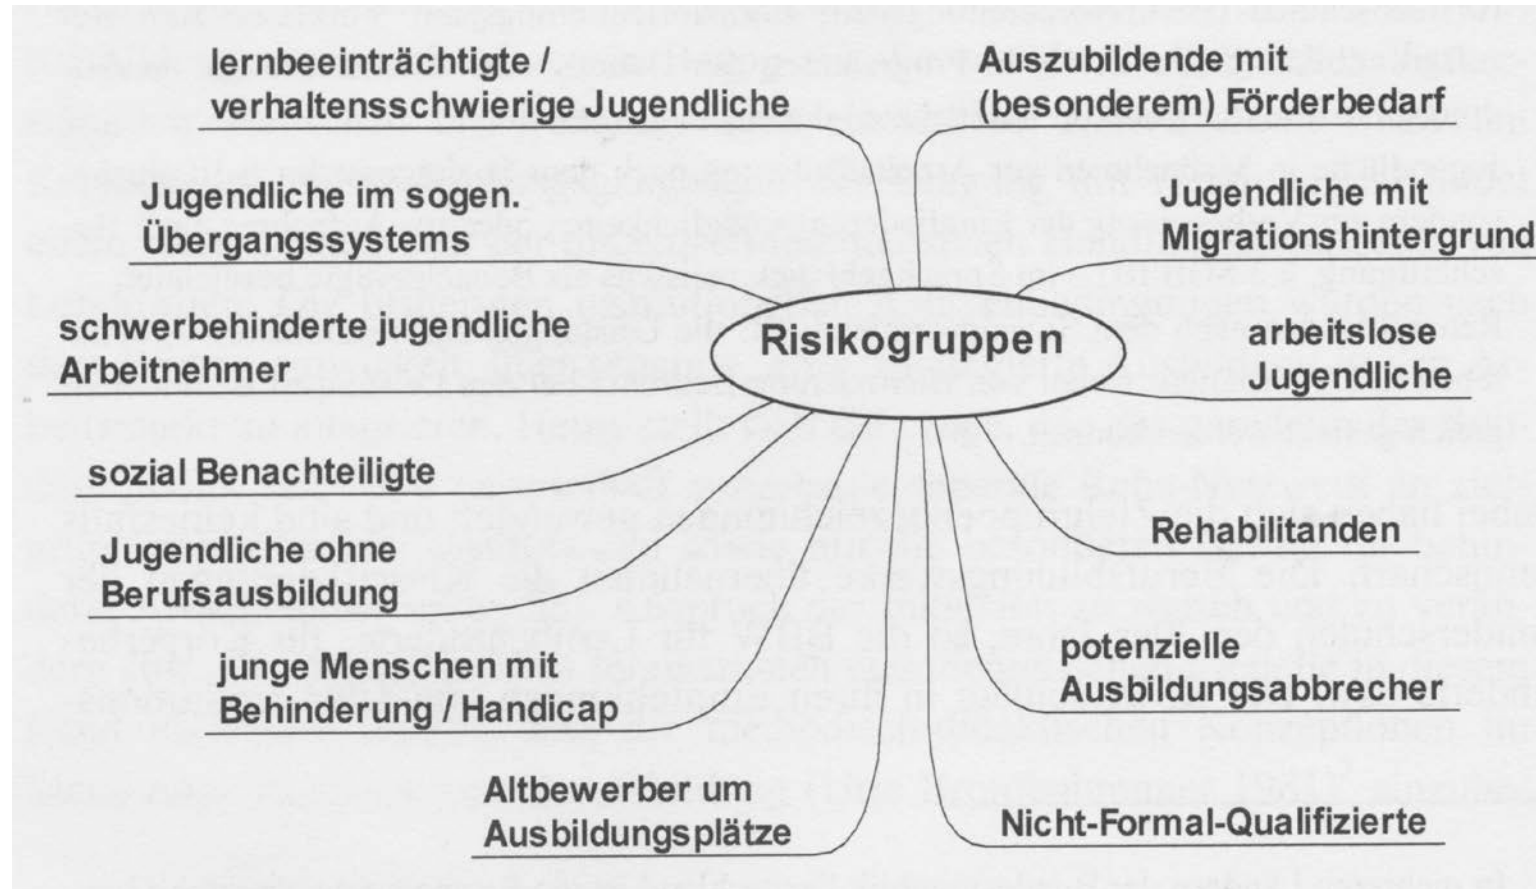 lernbeeinträchtigte /
verhaltensschwierige Jugendliche
Auszubildende mit
(besonderem) Förderbedarf
Jugendliche im sogen.
Übergangssystems
Jugendliche mit
Migrationshintergrund
schwerbehinderte jugendliche
Arbeitnehmer
Risikogruppen
arbeitslose
Jugendliche
sozial Benachteiligte
Jugendliche ohne
Berufsausbildung
Rehabilitanden
junge Menschen mit
Behinderung / Handicap
potenzielle
Ausbildungsabbrecher
Altbewerber um
Ausbildungsplätze
Nicht-Formal-Qualifizierte